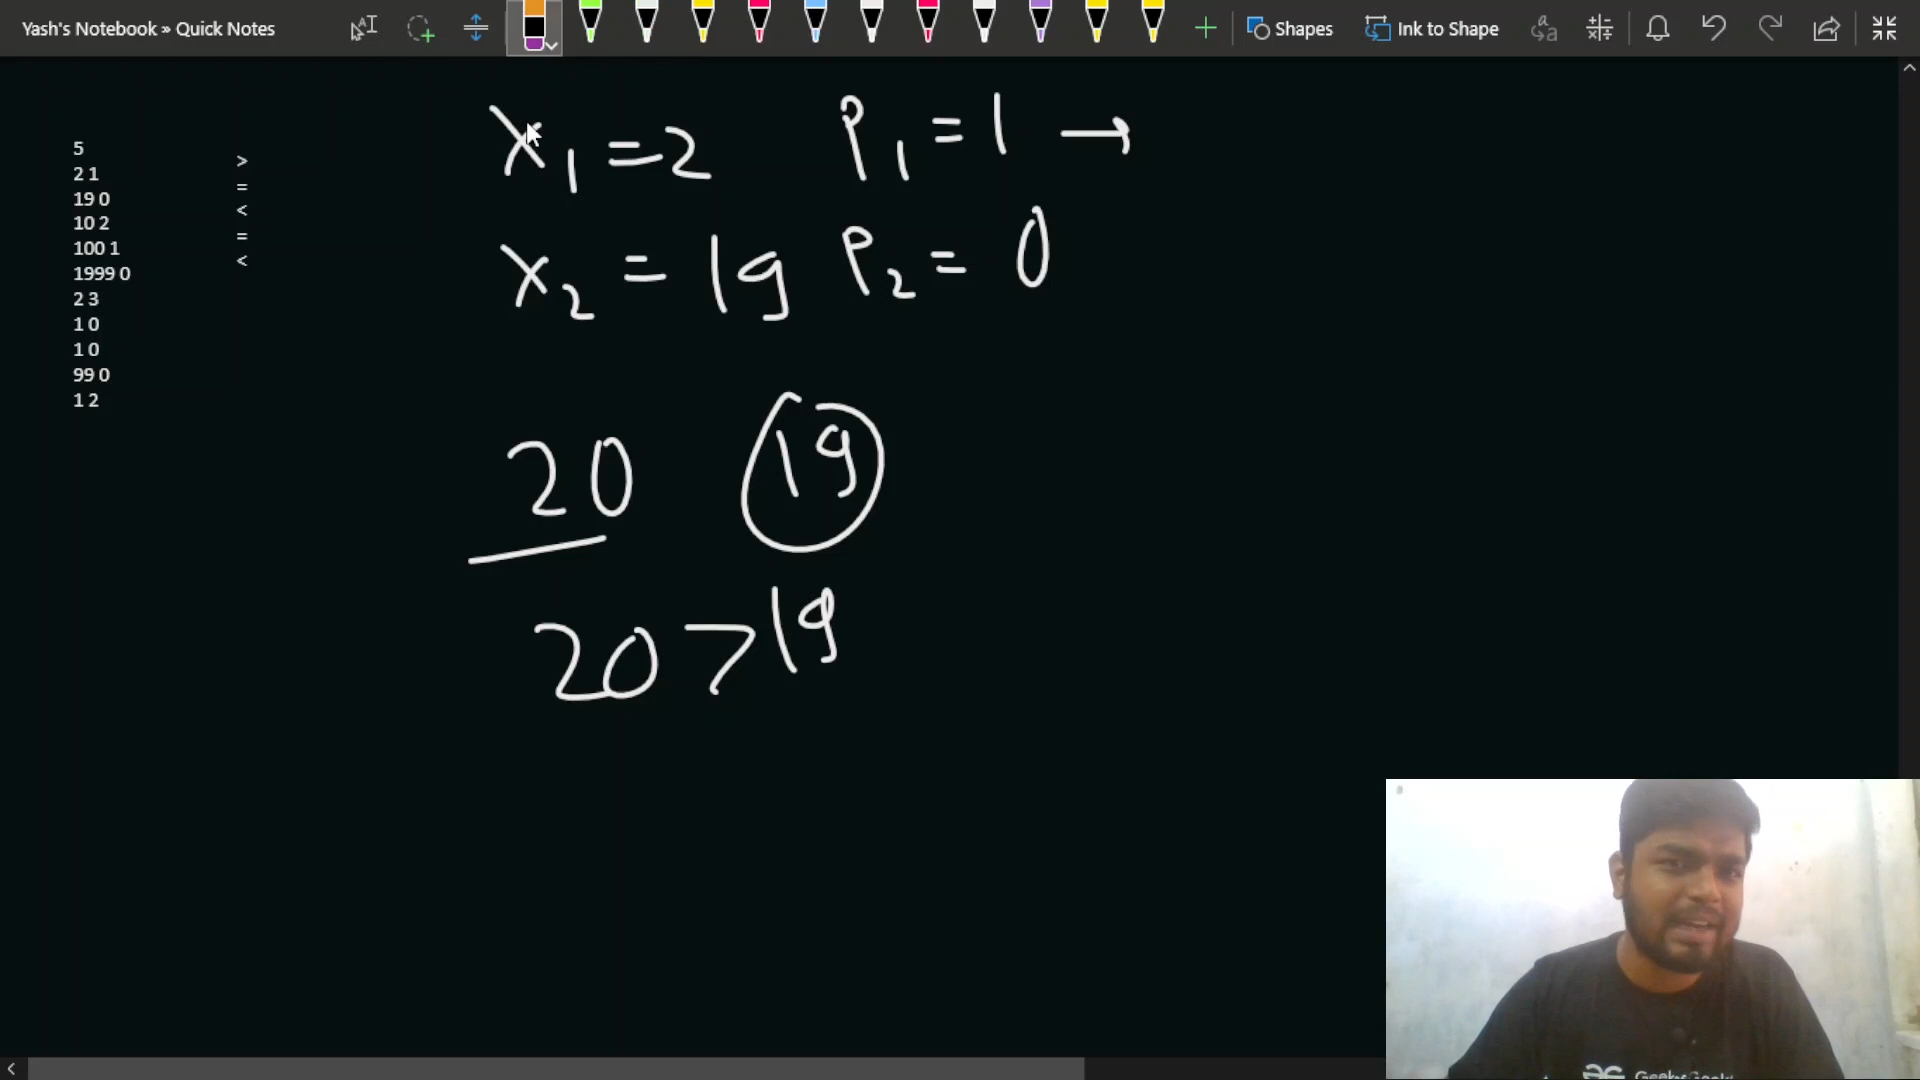 Yash's Notebook » Quick Notes
Shapes
Ink to Shape
5
2 1
19 0
10 2
100 1
1999 0
2 3
1 0
1 0
99 0
1 2
>
=
<
=
<
x1 = 2 P1 = 1 →
x2 = 19 P2 = 0
20 19
20 > 19